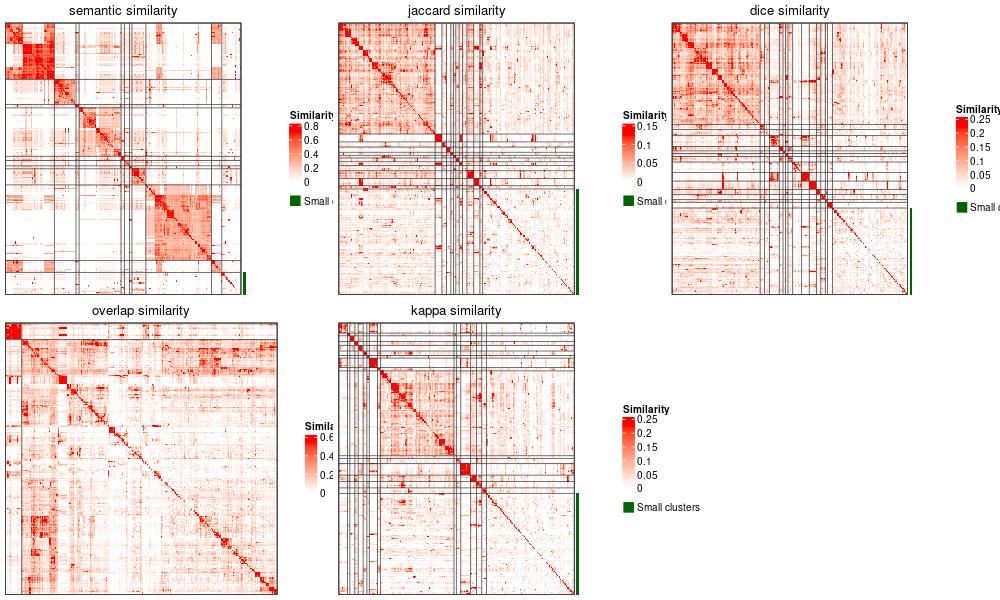 semantic similarity
Similarity
0.8
0.6
0.4
0.2
0
Small
jaccard similarity
Similarity
0.15
0.1
0.05
0
Small
dice similarity
Similarity
0.25
0.2
0.15
0.1
0.05
0
Small
overlap similarity
Simila
0.6
0.4
0.2
0
kappa similarity
Similarity
0.25
0.2
0.15
0.1
0.05
0
Small clusters